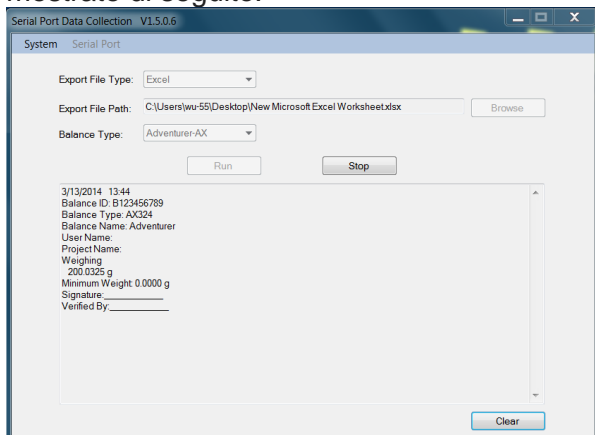 mostrato di seguito.
Serial Port Data Collection V1.5.0.6
System Serial Port
Export File Type: Excel
Export File Path: C:\Users\wu-55\Desktop\New Microsoft Excel Worksheet.xlsx Browse
Balance Type: Adventurer-AX
Run Stop
3/13/2014 13:44
Balance ID: B123456789
Balance Type: AX324
Balance Name: Adventurer
User Name:
Project Name:
Weighing
200.0325 g
Minimum Weight: 0.0000 g
Signature:___________
Verified By:___________
Clear